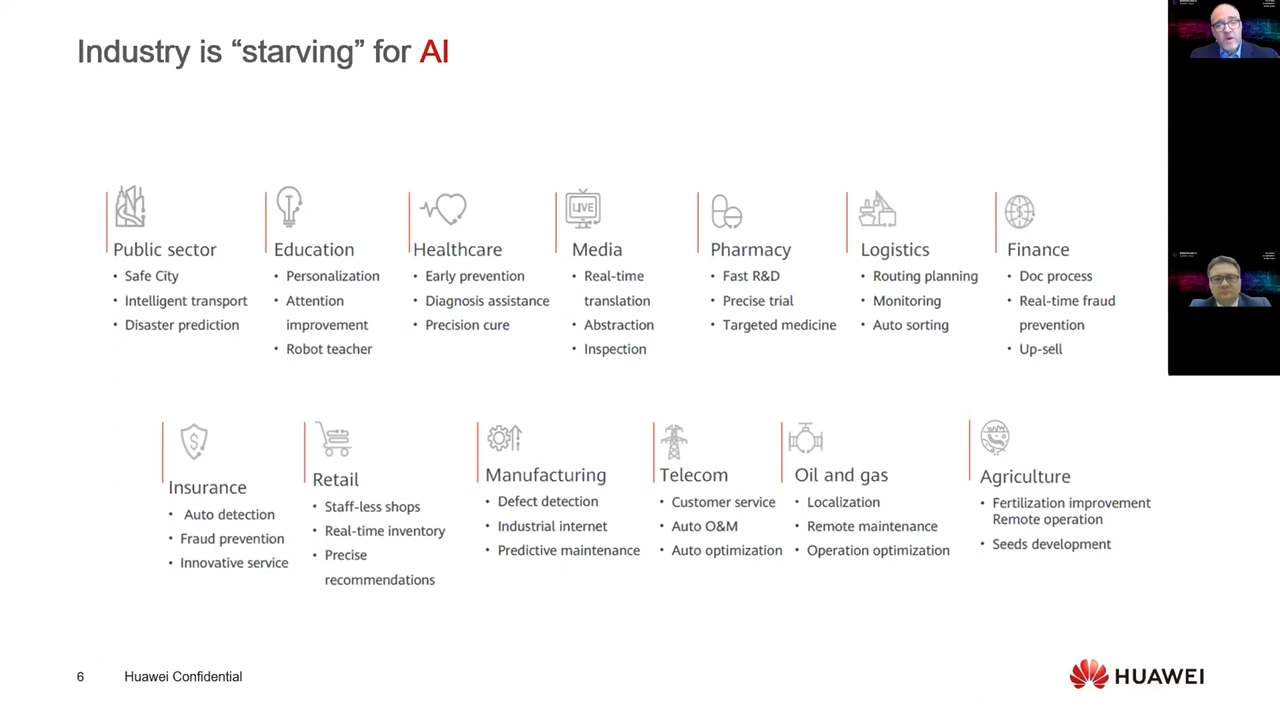 Industry is “starving” for AI
Public sector
• Safe City
• Intelligent transport
• Disaster prediction
Education
• Personalization
• Attention
improvement
• Robot teacher
Healthcare
• Early prevention
• Diagnosis assistance
• Precision cure
LIVE
Media
• Real-time
translation
• Abstraction
• Inspection
Pharmacy
• Fast R&D
• Precise trial
• Targeted medicine
Logistics
• Routing planning
• Monitoring
• Auto sorting
Finance
• Doc process
• Real-time fraud
prevention
• Up-sell
Insurance
• Auto detection
• Fraud prevention
• Innovative service
Retail
• Staff-less shops
• Real-time inventory
• Precise
recommendations
Manufacturing
• Defect detection
• Industrial internet
• Predictive maintenance
Telecom
• Customer service
• Auto O&M
• Auto optimization
Oil and gas
• Localization
• Remote maintenance
• Operation optimization
Agriculture
• Fertilization improvement
Remote operation
• Seeds development
6 Huawei Confidential
HUAWEI